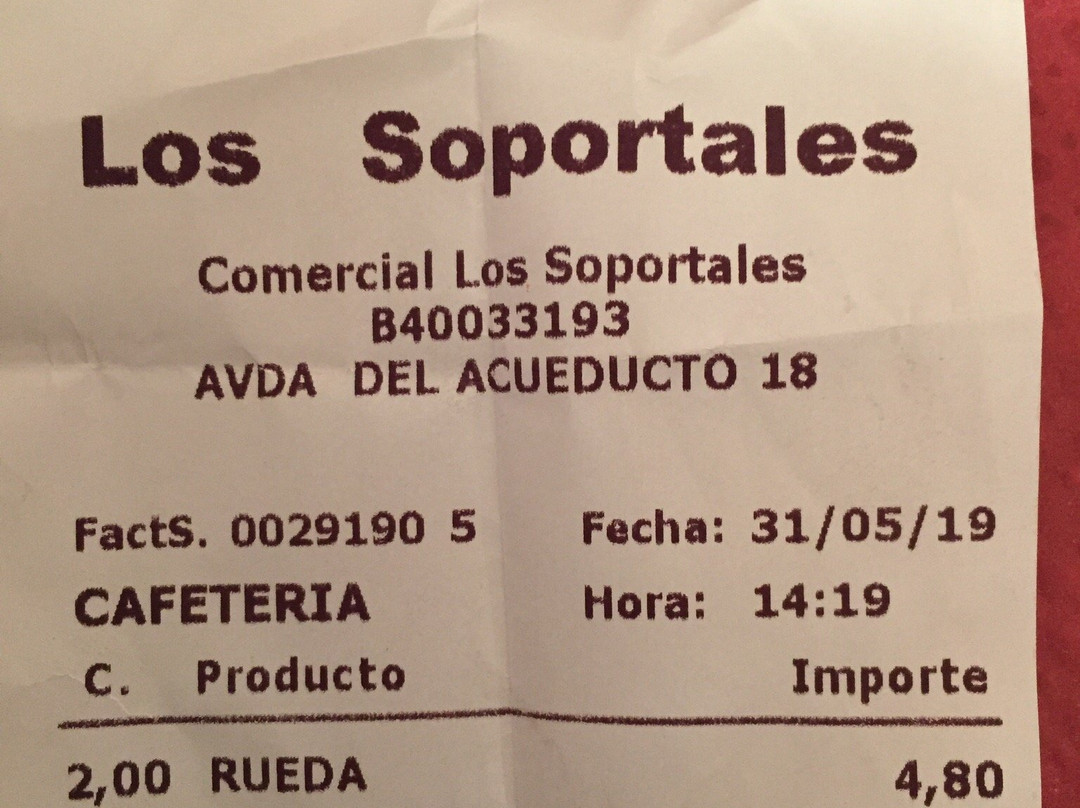 Los Soportales
Comercial Los Soportales
B40033193
AVDA DEL ACUEDUCTO 18
FactS. 0029190 5 Fecha: 31/05/19
CAFETERIA Hora: 14:19
C. Producto Importe
2,00 RUEDA 4,80